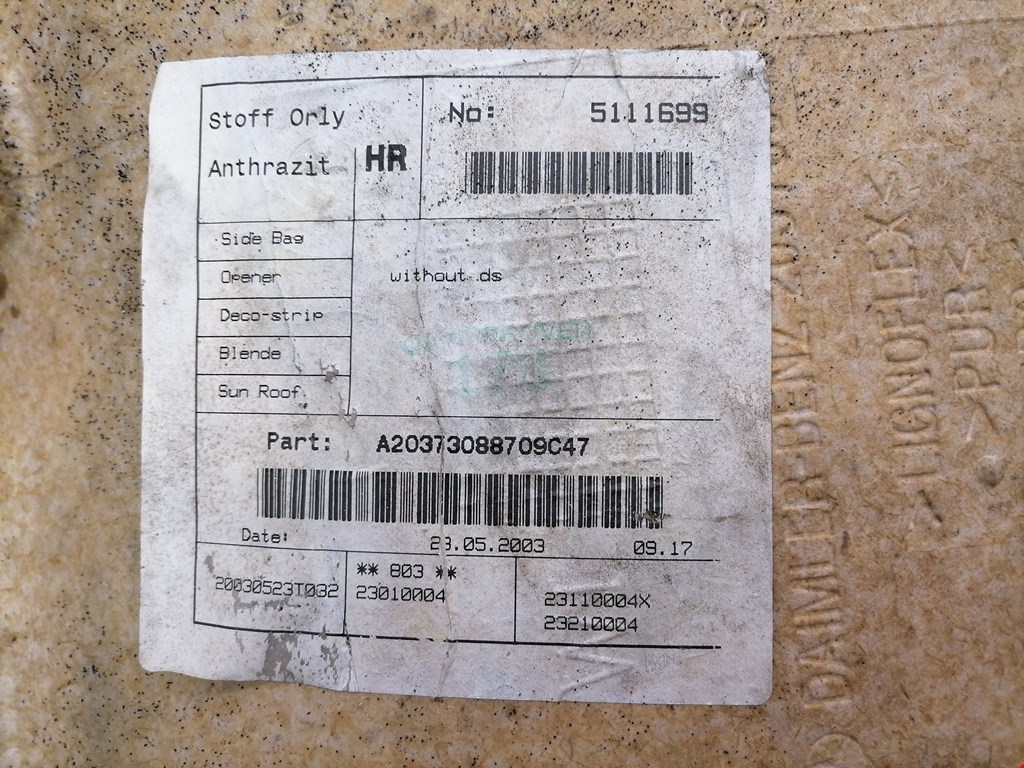 Stoff Orly
Anthrazit
HR
No: 5111699
Side Bag
Opener
without ds
Deco-strip
Blende
Sun Roof
Part: A20373088709C47
Date: 23.05.2003 09.17
20030523T032
** 803 **
23010004
23110004X
23210004
DAIMLER-BENZ
>LIGNOFLEX<
>PUR<